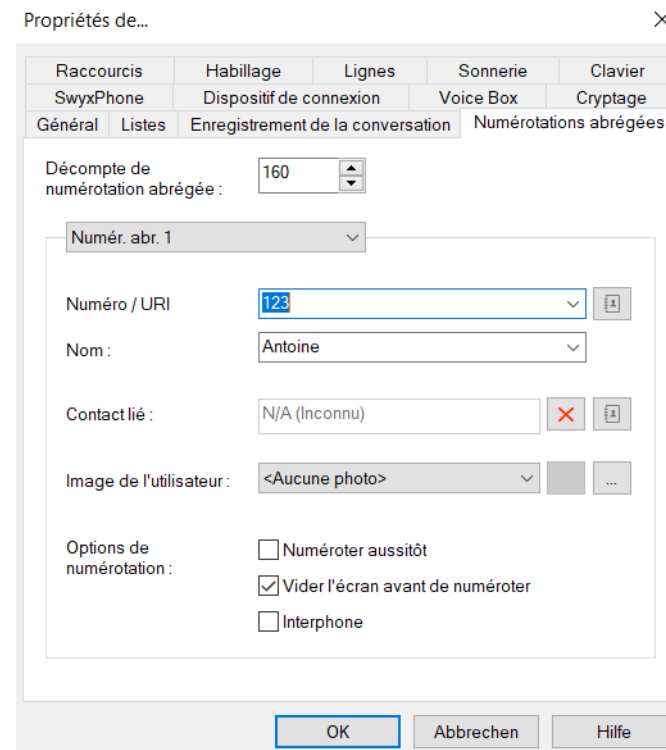 Propriétés de...
Raccourcis Habillage Lignes Sonnerie Clavier
SwyxPhone Dispositif de connexion Voice Box Cryptage
Général Listes Enregistrement de la conversation Numérotations abrégées
Décompte de
numérotation abrégée :
160
Numér. abr. 1
Numéro / URI 123
Nom : Antoine
Contact lié : N/A (Inconnu)
Image de l'utilisateur : <Aucune photo> ...
Options de
numérotation :
Numéroter aussitôt
Vider l'écran avant de numéroter
Interphone
OK Abbrechen Hilfe